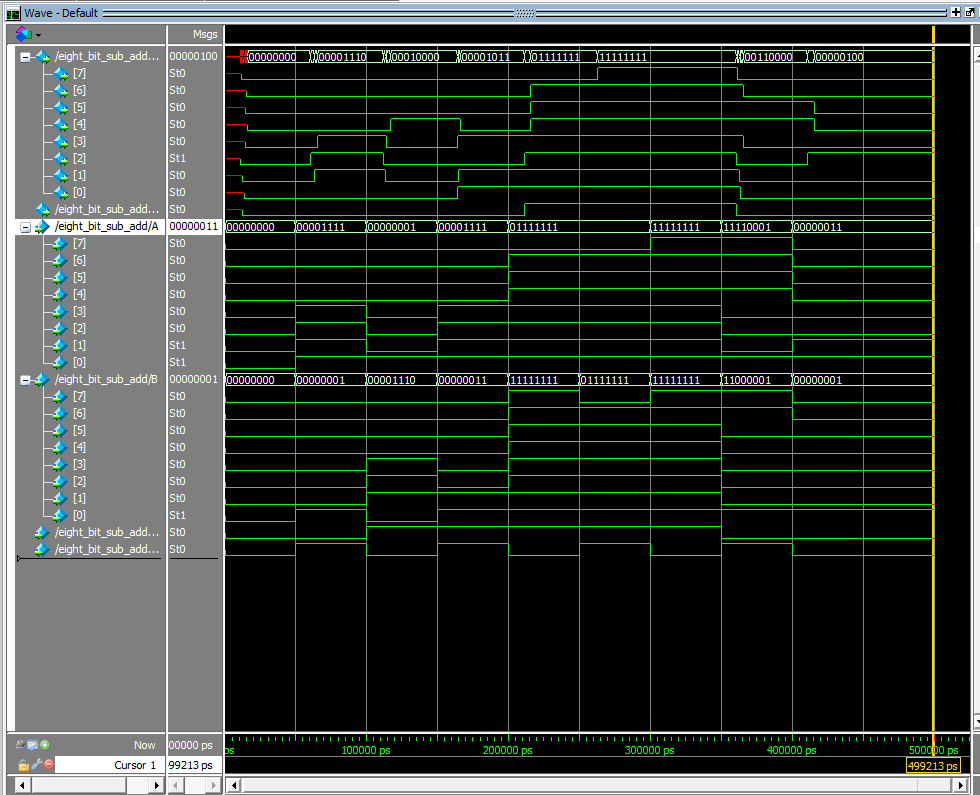 Wave - Default
Msgs
/eight_bit_sub_add... 00000100 00000000 00001110 00010000 00001011 01111111 11111111 00110000 00000100
[7] St0
[6] St0
[5] St0
[4] St0
[3] St0
[2] St1
[1] St0
[0] St0
/eight_bit_sub_add... St0
/eight_bit_sub_add/A 00000011 00000000 00001111 00000001 00001111 01111111 11111111 11110001 00000011
[7] St0
[6] St0
[5] St0
[4] St0
[3] St0
[2] St0
[1] St1
[0] St1
/eight_bit_sub_add/B 00000001 00000000 00000001 00001110 00000011 11111111 01111111 11111111 11000001 00000001
[7] St0
[6] St0
[5] St0
[4] St0
[3] St0
[2] St0
[1] St0
[0] St1
/eight_bit_sub_add... St0
/eight_bit_sub_add... St0
Now 00000 ps ps 100000 ps 200000 ps 300000 ps 400000 ps 500000 ps
Cursor 1 99213 ps 499213 ps